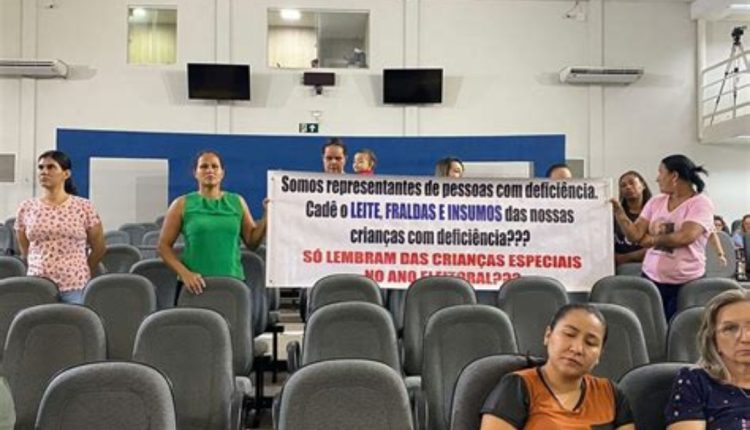 Somos representantes de pessoas com deficiência.
Cadê o LEITE, FRALDAS E INSUMOS das nossas
crianças com deficiência???
SÓ LEMBRAM DAS CRIANÇAS ESPECIAIS
NO ANO ELEITORAL???